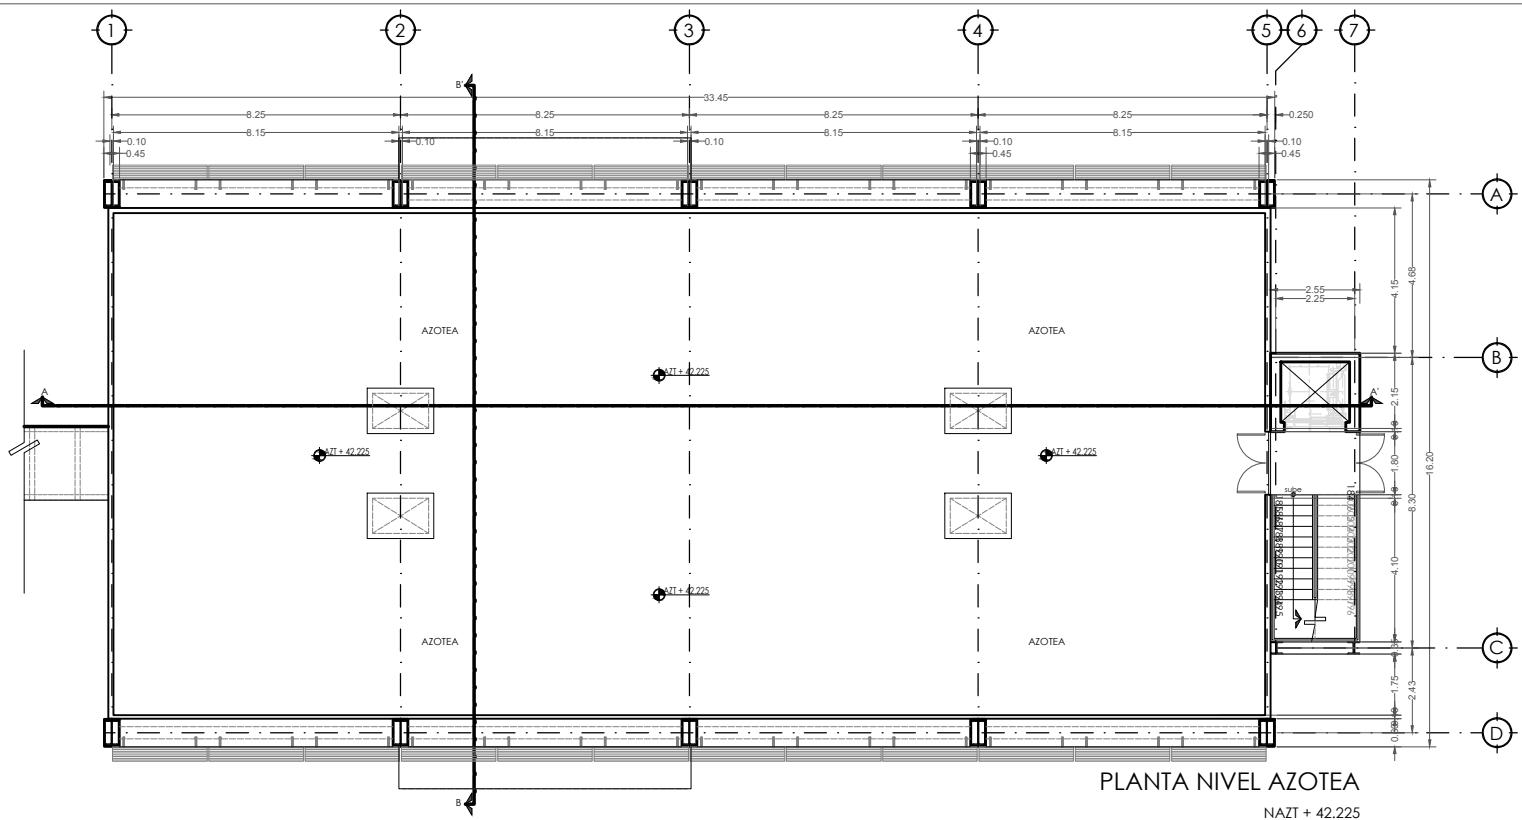 1 2 3 4 5 6 7
B'
33.45
8.25 8.25 8.25 8.25 0.250
8.15 8.15 8.15 8.15
0.10 0.10 0.10 0.10 0.10
0.45 0.45 0.45
A
4.68
4.15
2.55
2.25
AZOTEA AZOTEA
B
AZT + 42.225
A A'
2.15
AZT + 42.225 AZT + 42.225
1.80
16.20
sube
8.30
4.10
AZT + 42.225
AZOTEA AZOTEA
C
1.75
2.43
D
PLANTA NIVEL AZOTEA
B
NAZT + 42.225